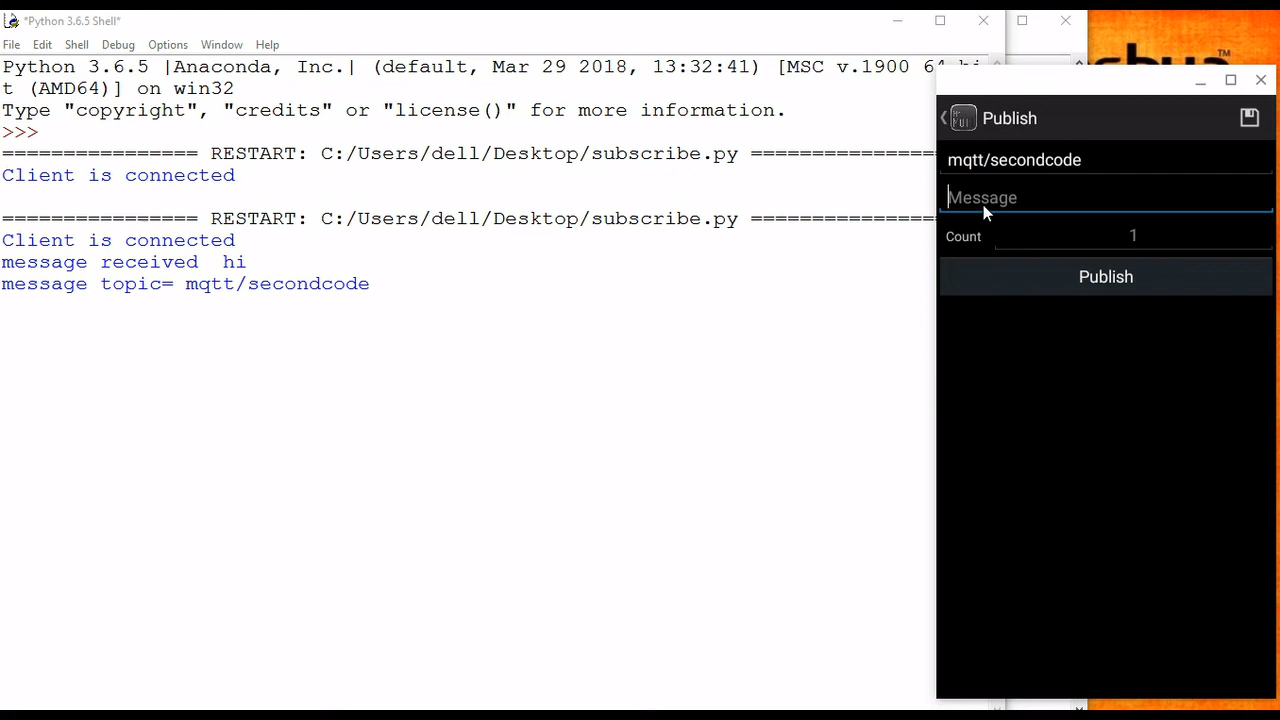 *Python 3.6.5 Shell*
File Edit Shell Debug Options Window Help
Python 3.6.5 |Anaconda, Inc.| (default, Mar 29 2018, 13:32:41) [MSC v.1900 64 bi
t (AMD64)] on win32
Type "copyright", "credits" or "license()" for more information.
>>>
================ RESTART: C:/Users/dell/Desktop/subscribe.py ================
Client is connected
================ RESTART: C:/Users/dell/Desktop/subscribe.py ================
Client is connected
message received  hi
message topic= mqtt/secondcode
Publish
mqtt/secondcode
Message
Count 1
Publish